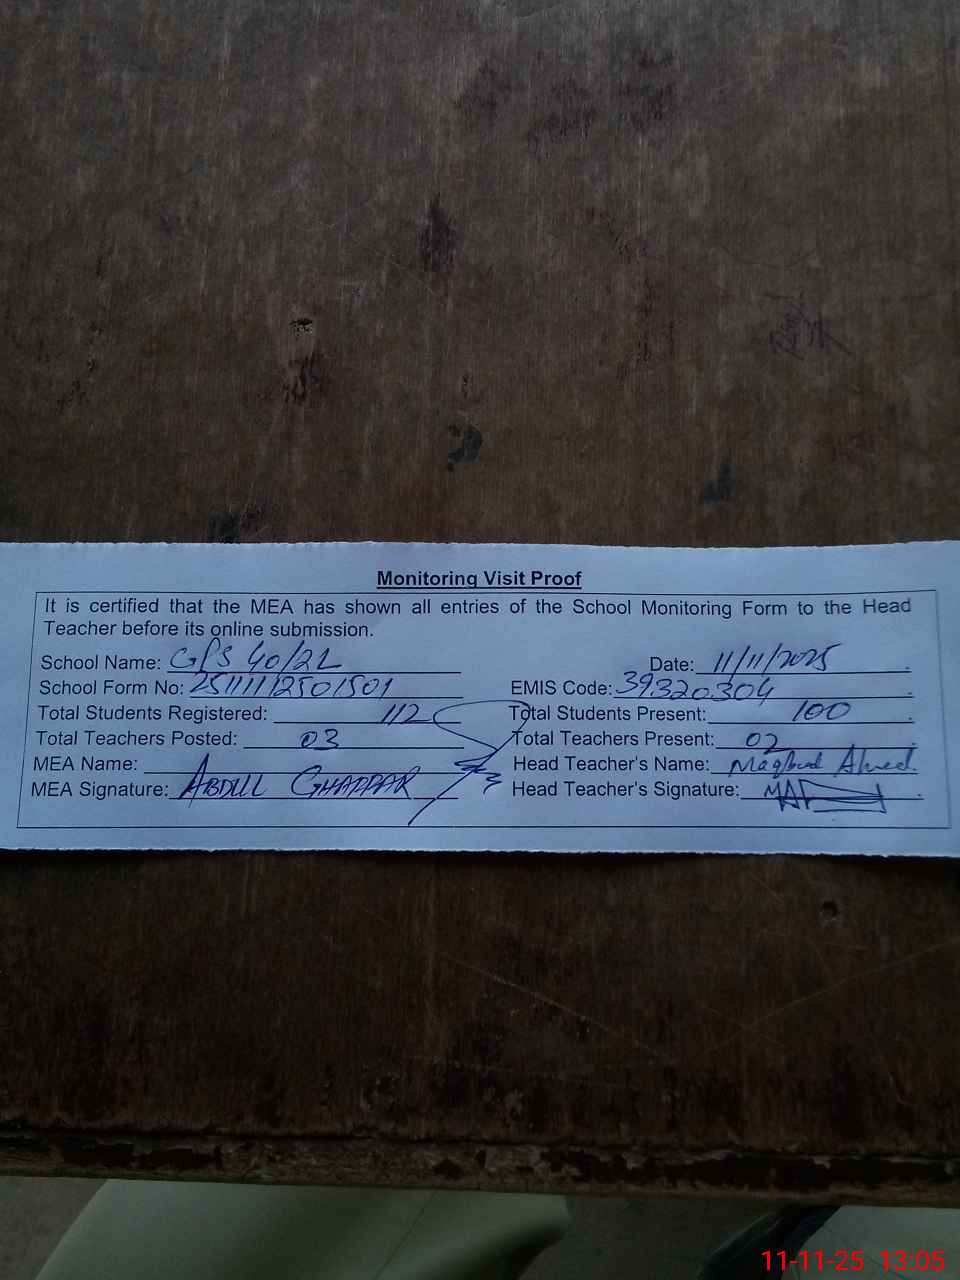 Monitoring Visit Proof
It is certified that the MEA has shown all entries of the School Monitoring Form to the Head
Teacher before its online submission.
School Name: GPS 40/2L Date: 11/11/2025
School Form No: 251111/2501501 EMIS Code: 39320304
Total Students Registered: 112 Total Students Present: 100
Total Teachers Posted: 03 Total Teachers Present: 02
MEA Name: Head Teacher's Name: Maqbool Ahmed
MEA Signature: ABDUL GHAFFAR Head Teacher's Signature:
11-11-25 13:05